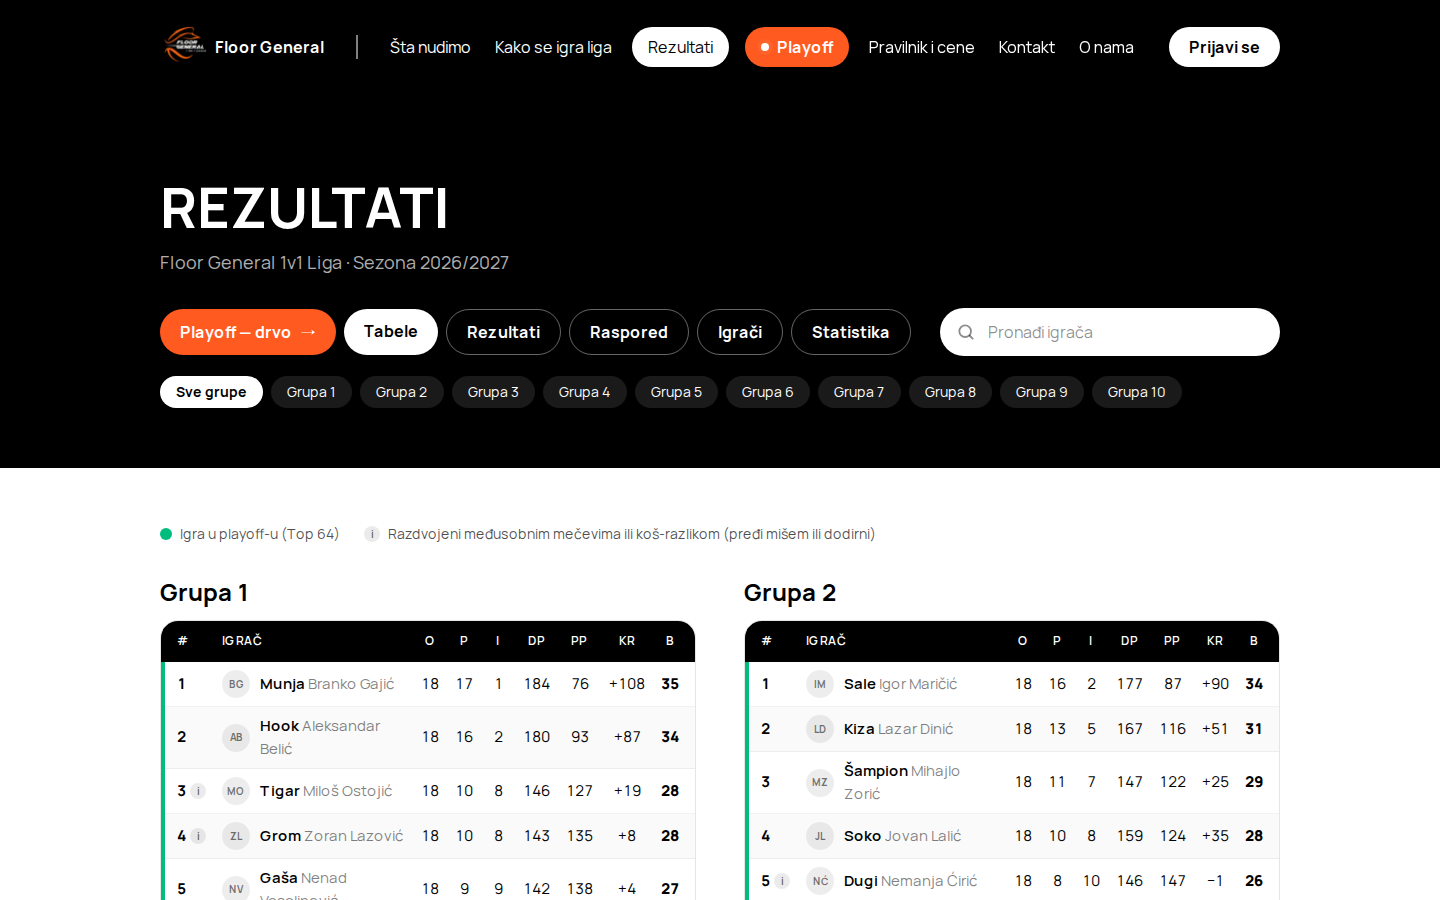 FLOOR GENERAL Floor General Šta nudimo Kako se igra liga Rezultati Playoff Pravilnik i cene Kontakt O nama Prijavi se
REZULTATI
Floor General 1v1 Liga · Sezona 2026/2027
Playoff — drvo → Tabele Rezultati Raspored Igrači Statistika Pronađi igrača
Sve grupe Grupa 1 Grupa 2 Grupa 3 Grupa 4 Grupa 5 Grupa 6 Grupa 7 Grupa 8 Grupa 9 Grupa 10
Igra u playoff-u (Top 64) i Razdvojeni međusobnim mečevima ili koš-razlikom (pređi mišem ili dodirni)
Grupa 1
# IGRAČ O P I DP PP KR B
1 BG Munja Branko Gajić 18 17 1 184 76 +108 35
2 AB Hook Aleksandar Belić 18 16 2 180 93 +87 34
3 i MO Tigar Miloš Ostojić 18 10 8 146 127 +19 28
4 i ZL Grom Zoran Lazović 18 10 8 143 135 +8 28
5 NV Gaša Nenad 18 9 9 142 138 +4 27
Grupa 2
# IGRAČ O P I DP PP KR B
1 IM Sale Igor Maričić 18 16 2 177 87 +90 34
2 LD Kiza Lazar Dinić 18 13 5 167 116 +51 31
3 MZ Šampion Mihajlo Zorić 18 11 7 147 122 +25 29
4 JL Soko Jovan Lalić 18 10 8 159 124 +35 28
5 i NĆ Dugi Nemanja Ćirić 18 8 10 146 147 −1 26